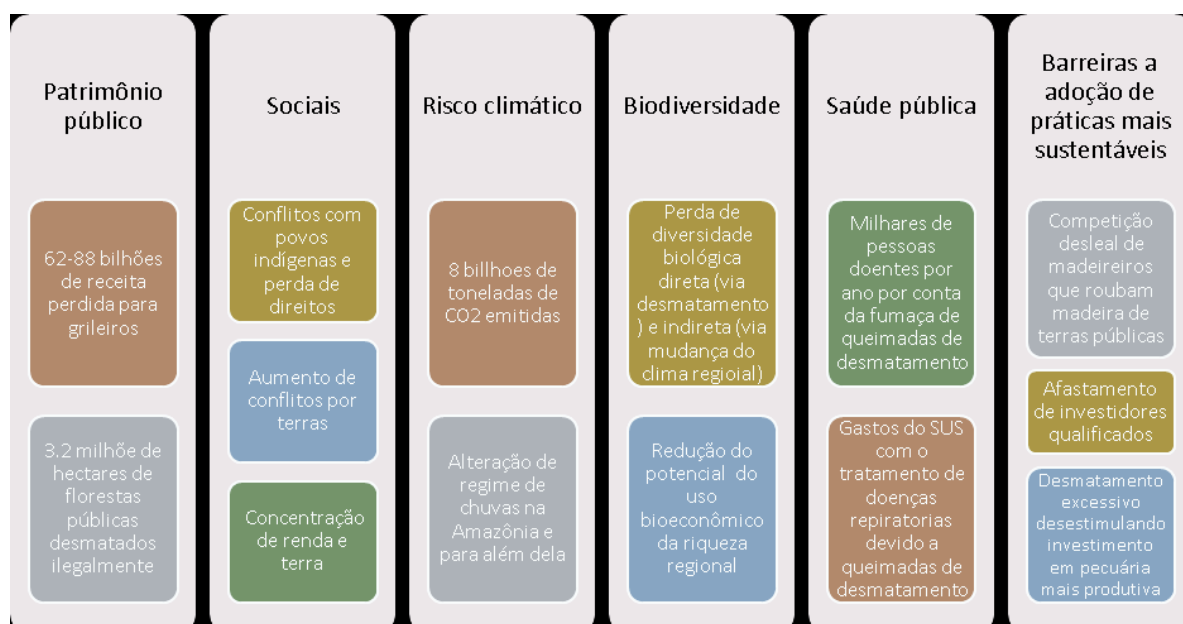 Patrimônio
público
62-88 bilhões
de receita
perdida para
grileiros
3.2 milhõe de
hectares de
florestas
públicas
desmatados
ilegalmente
Sociais
Conflitos com
povos
indígenas e
perda de
direitos
Aumento de
conflitos por
terras
Concentração
de renda e
terra
Risco climático
8 billhoes de
toneladas de
CO2 emitidas
Alteração de
regime de
chuvas na
Amazônia e
para além dela
Biodiversidade
Perda de
diversidade
biológica
direta (via
desmatamento
) e indireta (via
mudança do
clima regioial)
Redução do
potencial do
uso
bioeconômico
da riqueza
regional
Saúde pública
Milhares de
pessoas
doentes por
ano por conta
da fumaça de
queimadas de
desmatamento
Gastos do SUS
com o
tratamento de
doenças
repiratorias
devido a
queimadas de
desmatamento
Barreiras a
adoção de
práticas mais
sustentáveis
Competição
desleal de
madeireiros
que roubam
madeira de
terras públicas
Afastamento
de investidores
qualificados
Desmatamento
excessivo
desestimulando
investimento
em pecuária
mais produtiva